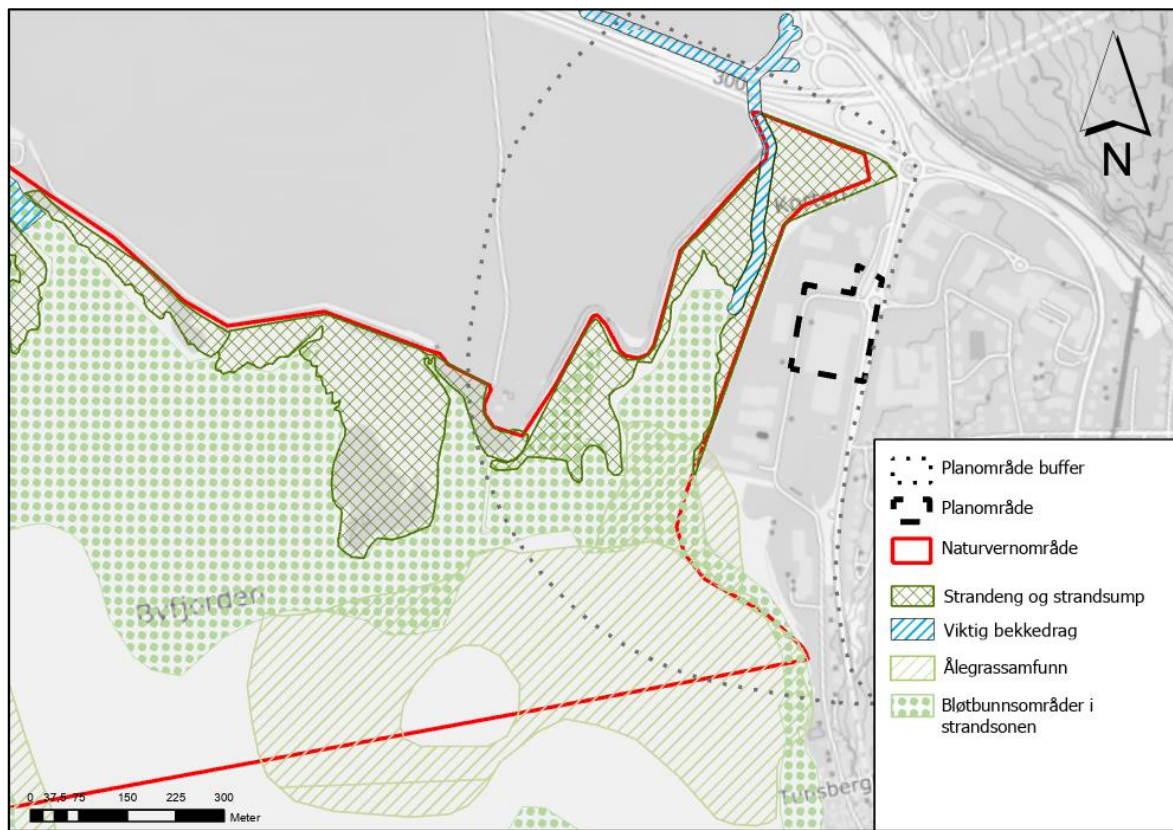 300
N
Korten
Planområde buffer
Planområde
Naturvernområde
Strandeng og strandsump
Viktig bekkedrag
Ålegrassamfunn
Bløtbunnsområder i
strandsonen
Byfjorden
Tunsberg
0 37,5 75 150 225 300
Meter